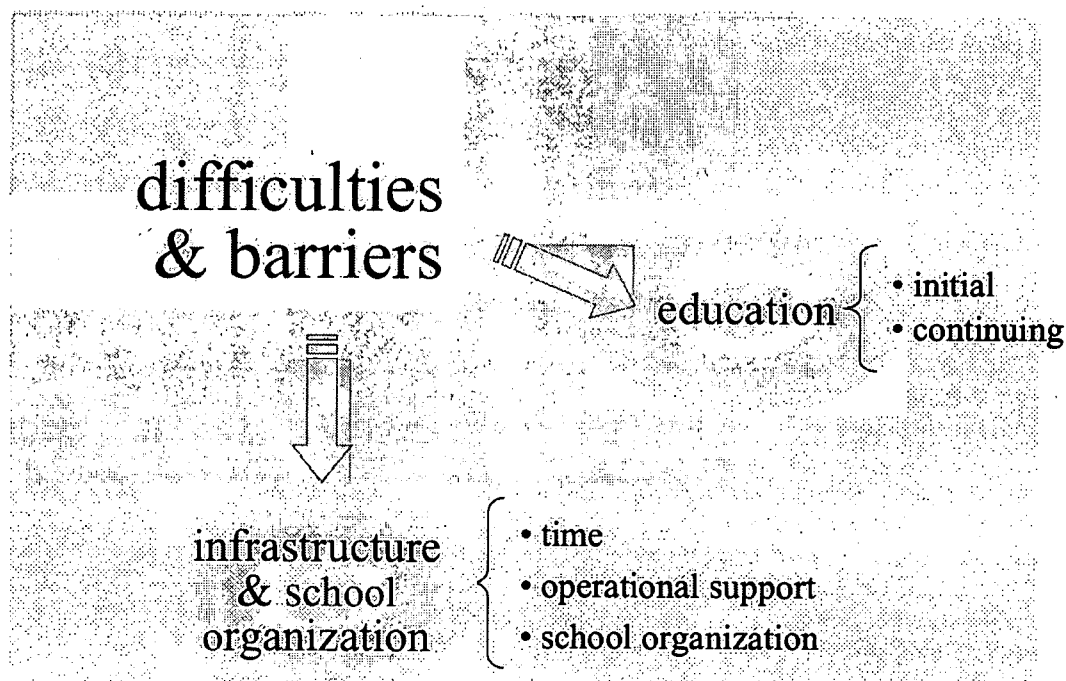 difficulties
& barriers
education
• initial
• continuing
infrastructure
& school
organization
• time
• operational support
• school organization